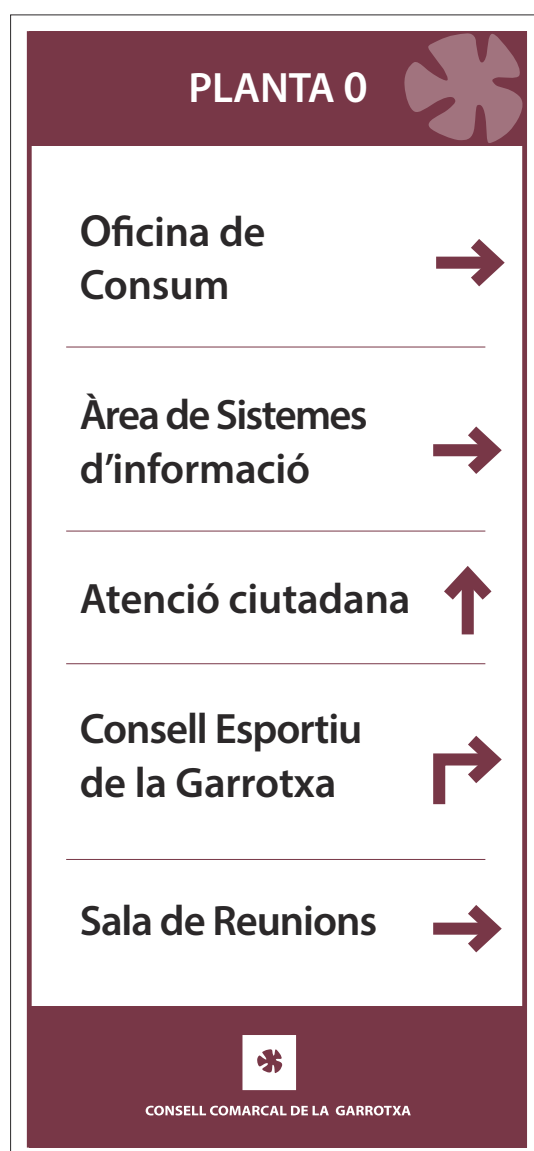 PLANTA 0
Oficina de
Consum
Àrea de Sistemes
d’informació
Atenció ciutadana
Consell Esportiu
de la Garrotxa
Sala de Reunions
CONSELL COMARCAL DE LA GARROTXA